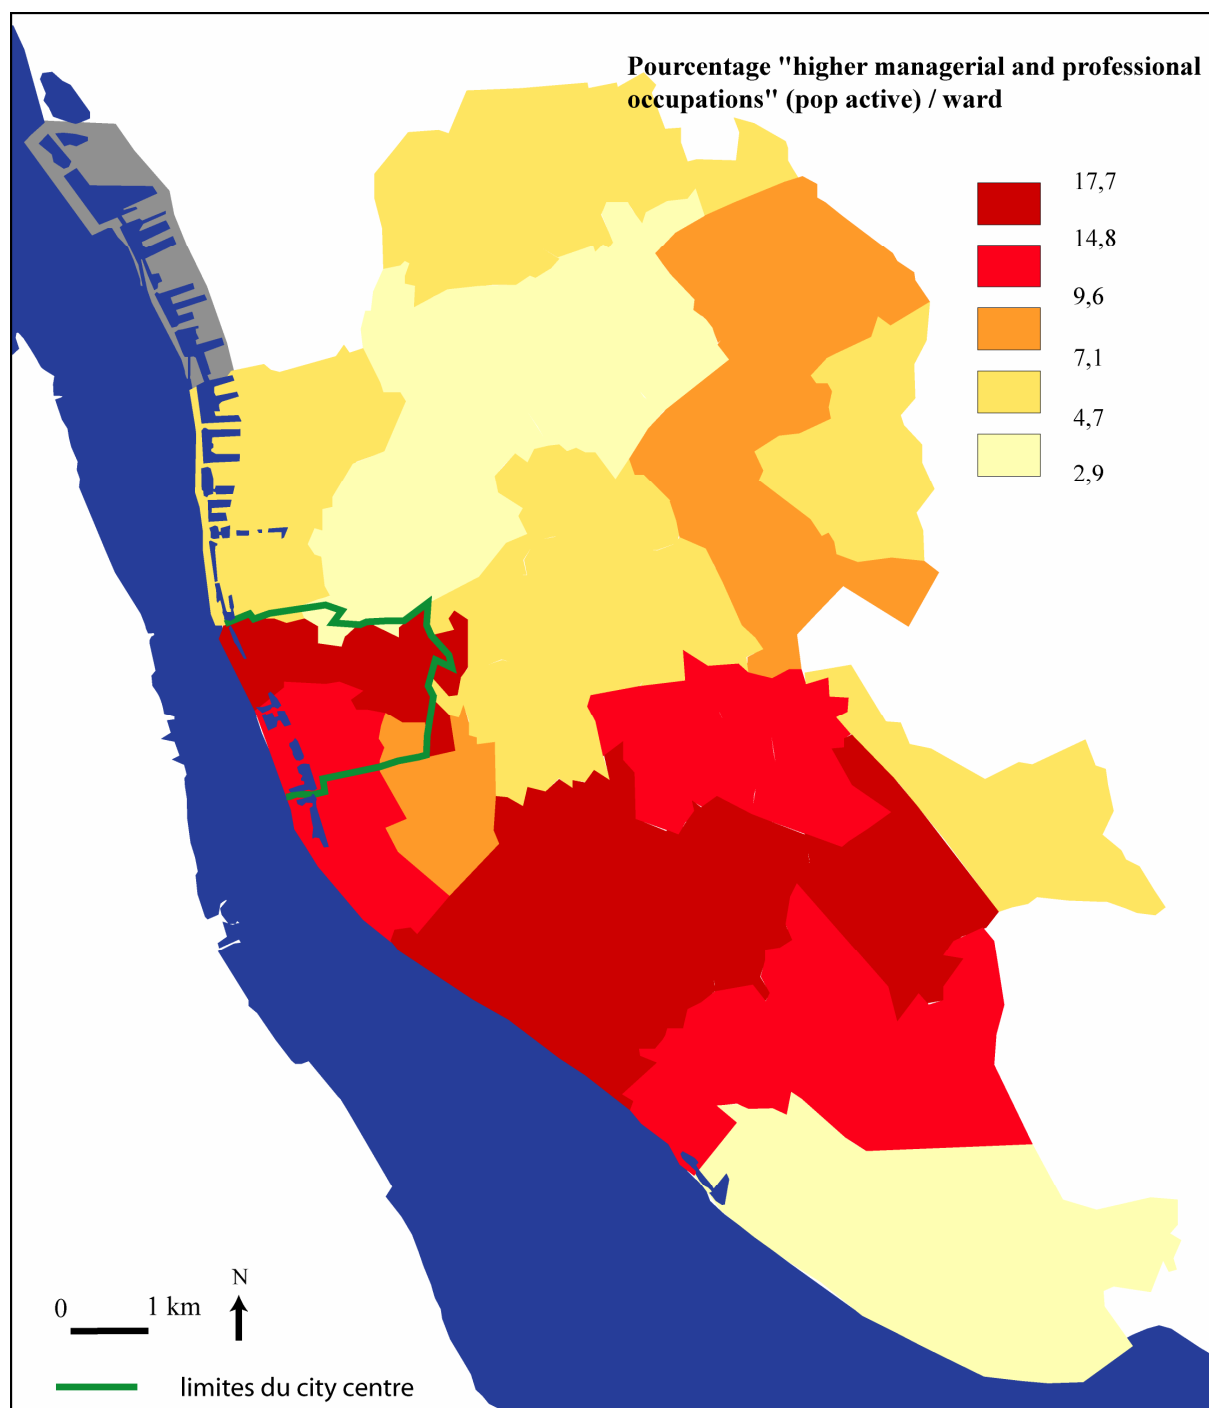 Pourcentage "higher managerial and professional
occupations" (pop active) / ward
17,7
14,8
9,6
7,1
4,7
2,9
N
0 1 km
limites du city centre